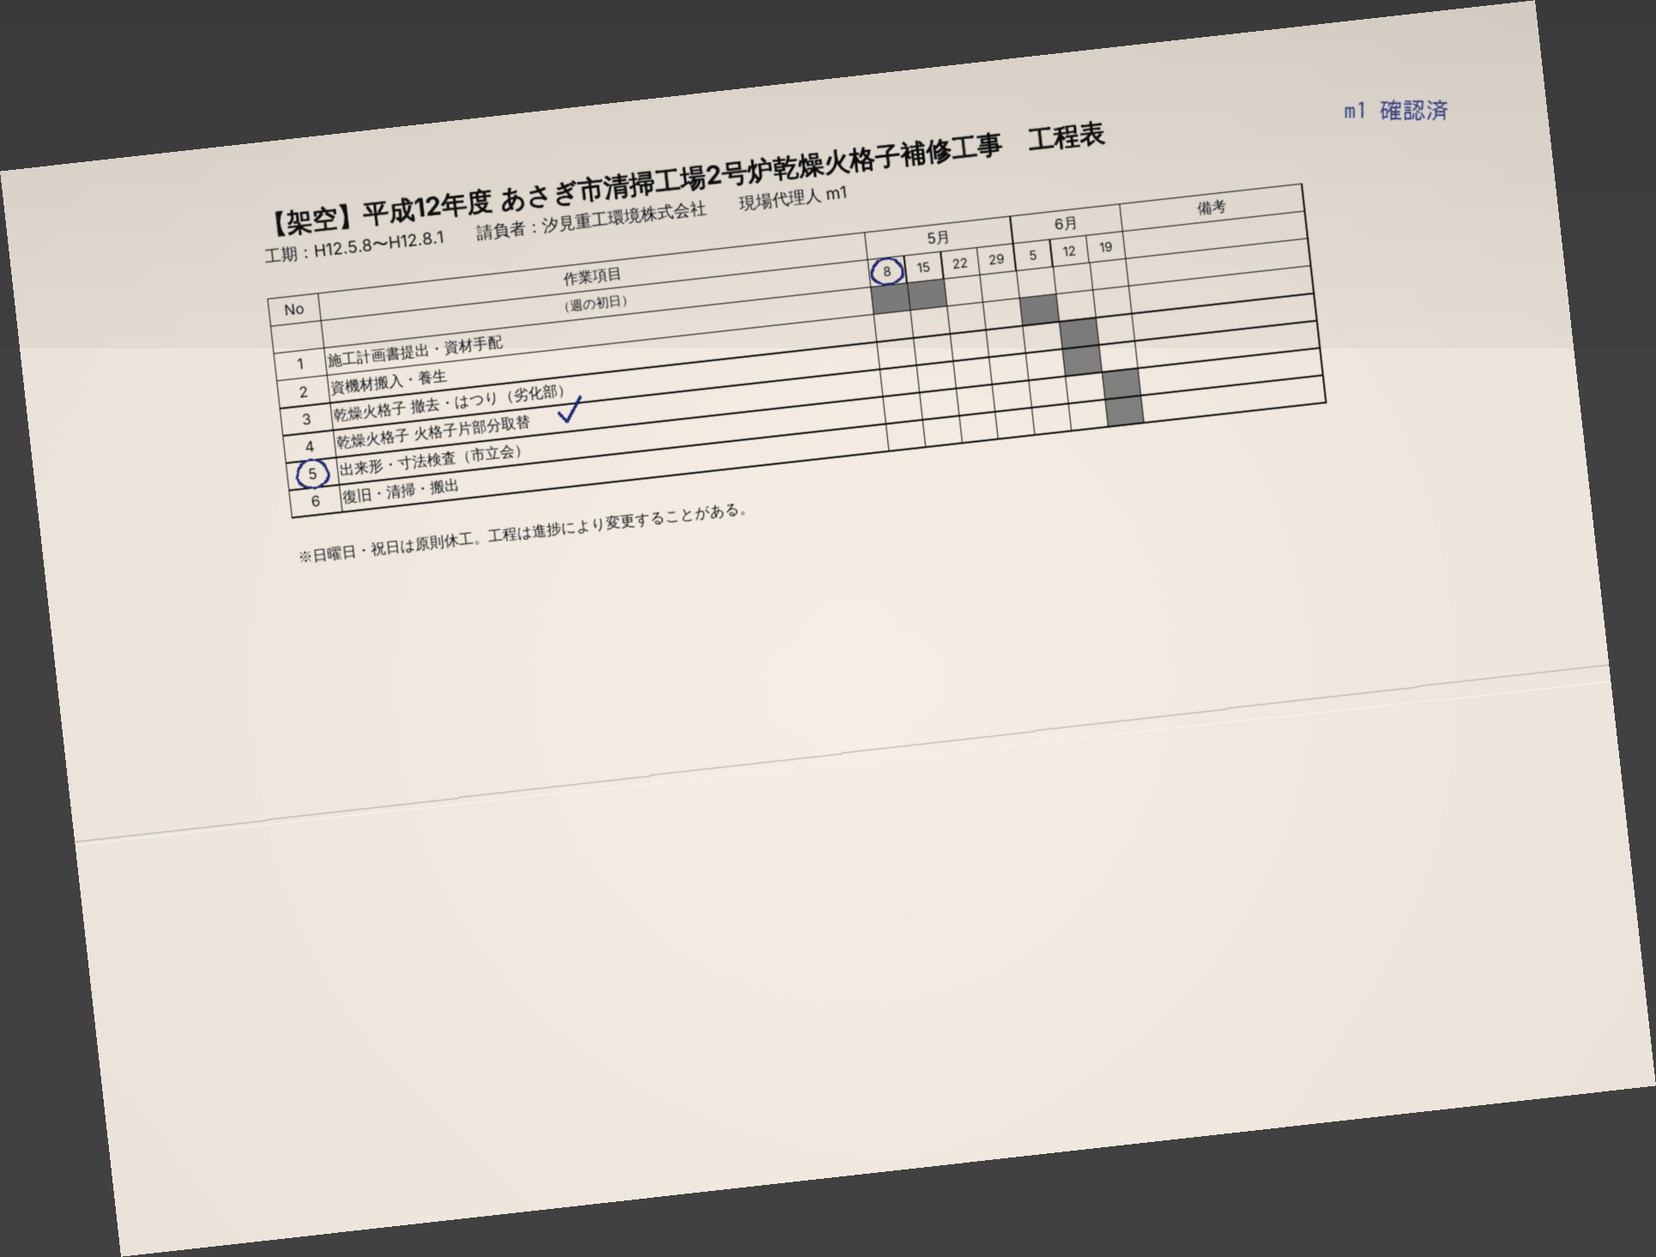 m1 確認済
【架空】平成12年度 あさぎ市清掃工場2号炉乾燥火格子補修工事　工程表
工期：H12.5.8〜H12.8.1　　請負者：汐見重工環境株式会社　　現場代理人 m1
No 作業項目 5月 6月 備考
（週の初日） 8 15 22 29 5 12 19
1 施工計画書提出・資材手配
2 資機材搬入・養生
3 乾燥火格子 撤去・はつり（劣化部）
4 乾燥火格子 火格子片部分取替
5 出来形・寸法検査（市立会）
6 復旧・清掃・搬出
※日曜日・祝日は原則休工。工程は進捗により変更することがある。